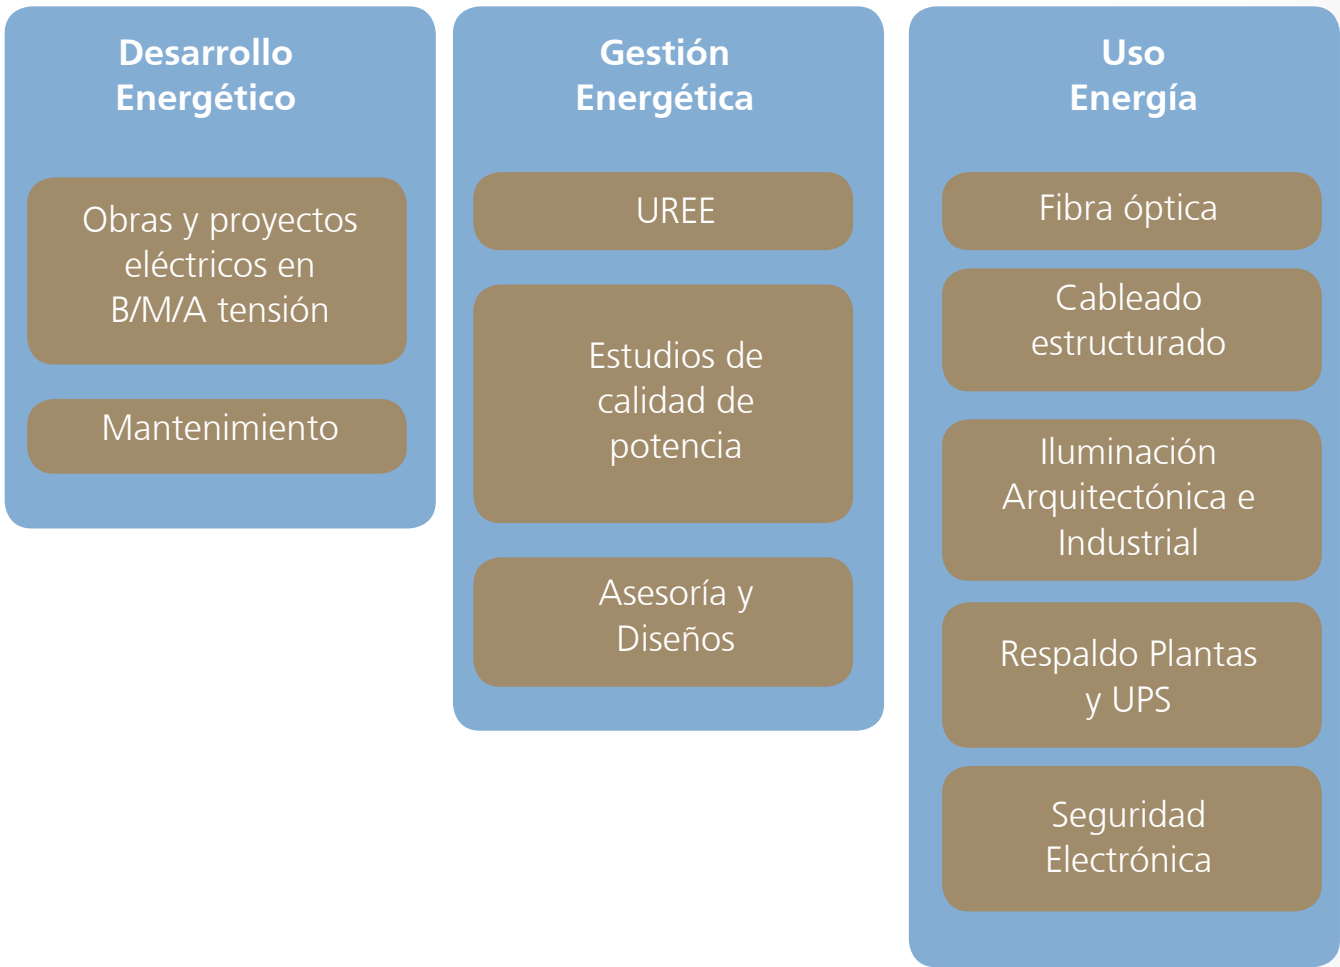 Desarrollo
Energético
Obras y proyectos
eléctricos en
B/M/A tensión
Mantenimiento
Gestión
Energética
UREE
Estudios de
calidad de
potencia
Asesoría y
Diseños
Uso
Energía
Fibra óptica
Cableado
estructurado
Iluminación
Arquitectónica e
Industrial
Respaldo Plantas
y UPS
Seguridad
Electrónica